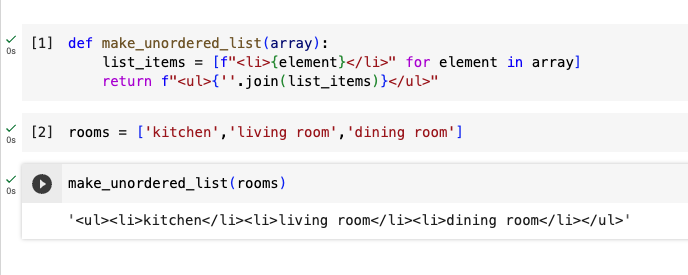 [1] def make_unordered_list(array):
0s
list_items = [f"<li>{element}</li>" for element in array]
return f"<ul>{''.join(list_items)}</ul>"
[2] rooms = ['kitchen','living room','dining room']
0s
make_unordered_list(rooms)
0s
'<ul><li>kitchen</li><li>living room</li><li>dining room</li></ul>'